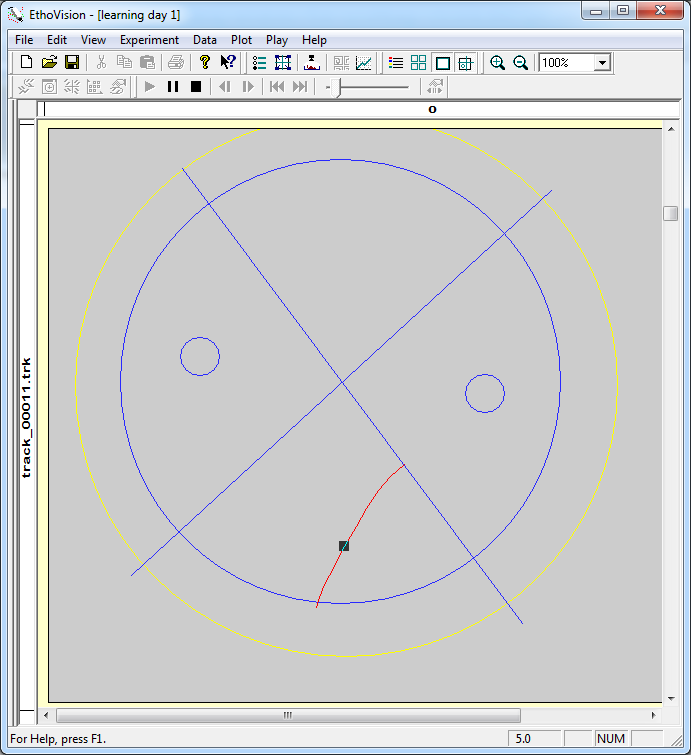 EthoVision - [learning day 1]
File Edit View Experiment Data Plot Play Help
100%
0
track_00011.trk
For Help, press F1.
5.0
NUM